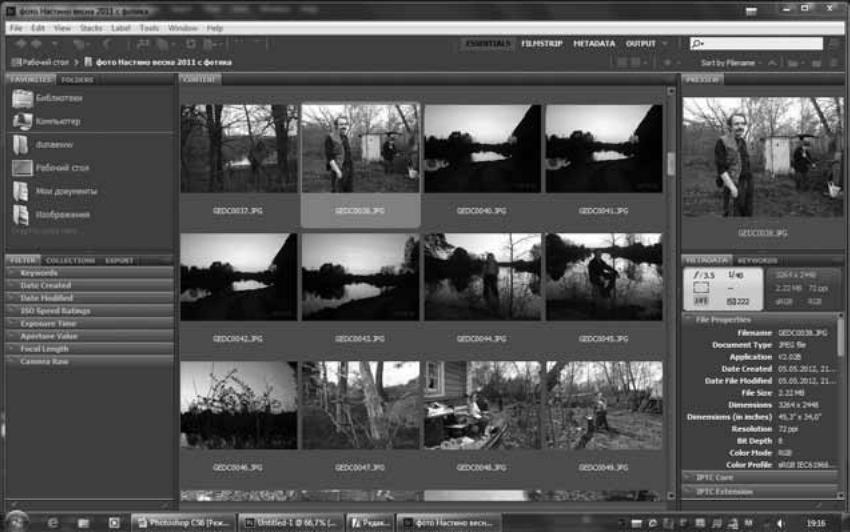 фото Настино весна 2011 с фотика
File Edit View Stacks Label Tools Window Help
ESSENTIALS FILMSTRIP METADATA OUTPUT
Рабочий стол > фото Настино весна 2011 с фотика
Sort by Filename
FAVORITES FOLDERS
Библиотеки
Компьютер
Рабочий стол
Мои документы
Изображения
FILTER COLLECTIONS EXPORT
Keywords
Date Created
Date Modified
ISO Speed Ratings
Exposure Time
Aperture Value
Focal Length
Camera Raw
CONTENT
GEDC0037.JPG GEDC0038.JPG GEDC0040.JPG GEDC0041.JPG
GEDC0042.JPG GEDC0043.JPG GEDC0044.JPG GEDC0045.JPG
GEDC0046.JPG GEDC0047.JPG GEDC0048.JPG GEDC0049.JPG
PREVIEW
GEDC0038.JPG
METADATA KEYWORDS
f/3.5 1/40 3264 x 2448
-- 2.22 MB 72 ppi
ISO 222 sRGB RGB
File Properties
Filename GEDC0038.JPG
Document Type JPEG file
Application V2.02B
Date Created 05.05.2012, 21...
Date File Modified 05.05.2012, 21...
File Size 2.22 MB
Dimensions 3264 x 2448
Dimensions (in inches) 45,3" x 34,0"
Resolution 72 ppi
Bit Depth 8
Color Mode RGB
Color Profile sRGB IEC61966...
IPTC Core
IPTC Extension
Photoshop CS6 [Реж... Untitled-1 @ 66,7% (... Редак... фото Настино весн... 19:16